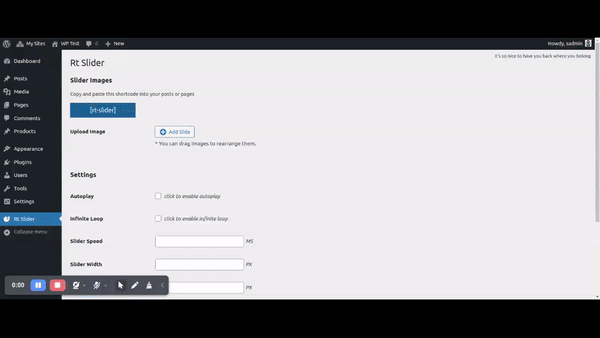 My Sites
WP Test
0
New
Howdy, sadmin
it's so nice to have you back where you belong
Dashboard
Posts
Media
Pages
Comments
Products
Appearance
Plugins
Users
Tools
Settings
Rt Slider
Collapse menu
Rt Slider
Slider Images
Copy and paste this shortcode into your posts or pages
[rt-slider]
Upload Image
Add Slide
* You can drag images to rearrange them.
Settings
Autoplay
click to enable autoplay
Infinite Loop
click to enable infinite loop
Slider Speed
MS
Slider Width
PX
PX
0:00